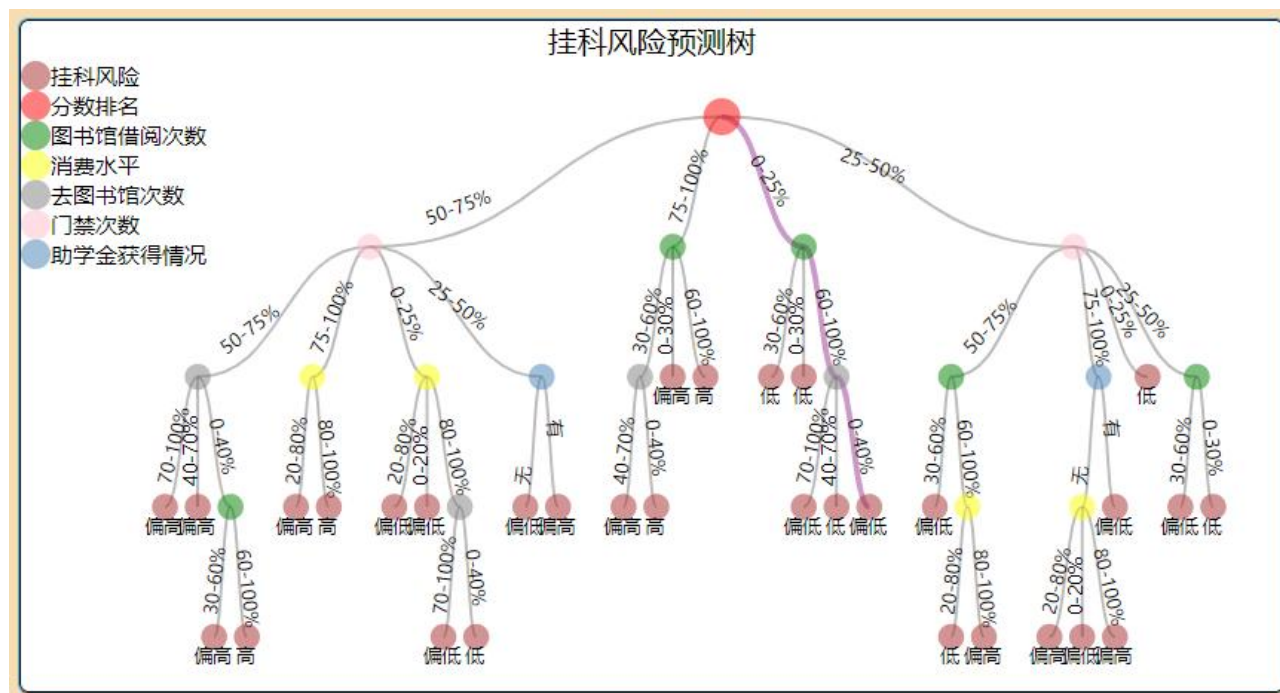 挂科风险预测树
挂科风险
分数排名
图书馆借阅次数
消费水平
去图书馆次数
门禁次数
助学金获得情况
50-75%
75-100%
0-25%
25-50%
50-75%
75-100%
0-25%
25-50%
30-60%
0-30%
60-100%
30-60%
0-30%
60-100%
50-75%
75-100%
0-25%
25-50%
偏高
高
低
低
低
70-100%
40-70%
0-40%
20-80%
80-100%
20-80%
0-20%
80-100%
无
有
40-70%
0-40%
70-100%
40-70%
0-40%
30-60%
60-100%
无
有
30-60%
0-30%
偏高
偏高
偏高
高
偏低
偏低
偏低
偏高
偏高
高
偏低
低
偏低
偏低
偏低
偏低
低
30-60%
60-100%
70-100%
0-40%
20-80%
80-100%
20-80%
0-20%
80-100%
偏高
高
偏低
低
低
偏高
偏高
偏低
偏高